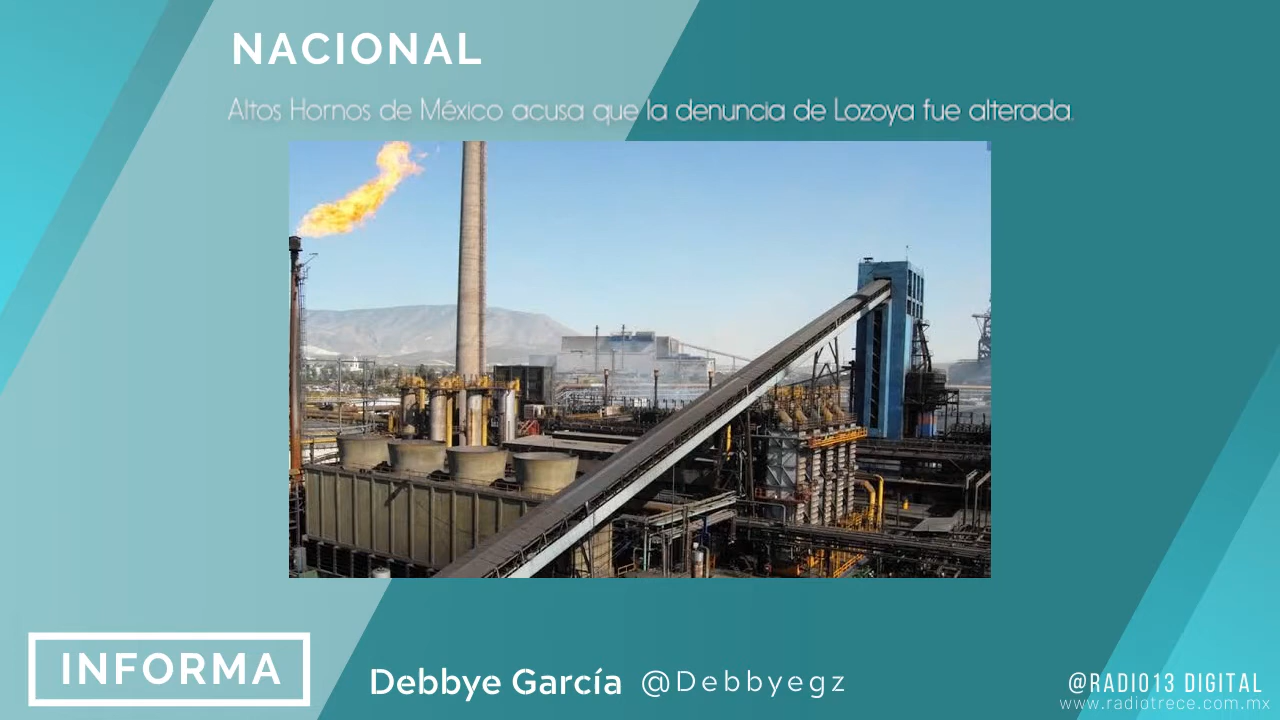 NACIONAL
Altos Hornos de México acusa que la denuncia de Lozoya fue alterada.
INFORMA
Debbye García @Debbyegz
@RADIO13 DIGITAL
www.radiotrece.com.mx